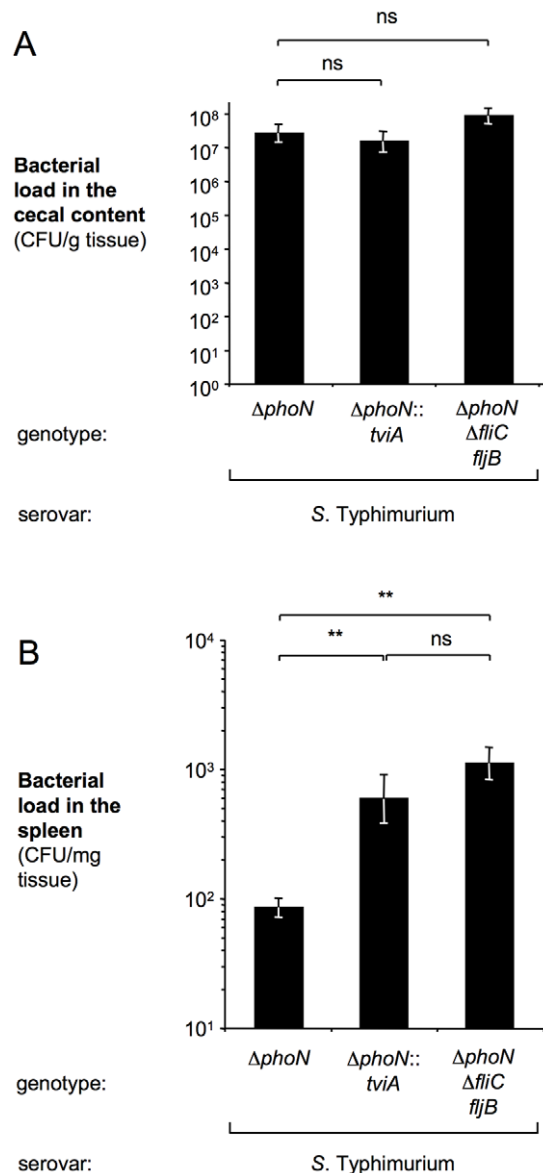 A
ns
ns
Bacterial
load in the
cecal content
(CFU/g tissue)
10⁸
10⁷
10⁶
10⁵
10⁴
10³
10²
10¹
10⁰
genotype:
ΔphoN
ΔphoN::
tviA
ΔphoN
ΔfliC
fljB
serovar:
S. Typhimurium
B
**
**
ns
Bacterial
load in the
spleen
(CFU/mg
tissue)
10⁴
10³
10²
10¹
genotype:
ΔphoN
ΔphoN::
tviA
ΔphoN
ΔfliC
fljB
serovar:
S. Typhimurium